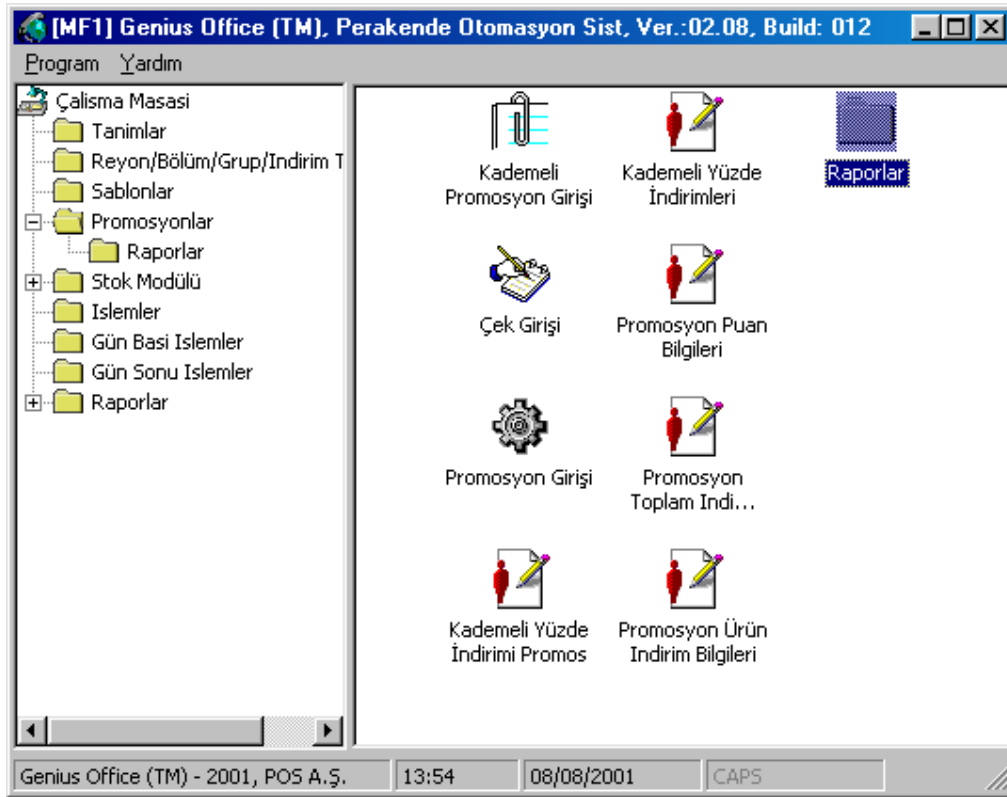 [MF1] Genius Office (TM), Perakende Otomasyon Sist, Ver.:02.08, Build: 012
Program Yardım
Çalisma Masasi
Tanimlar
Reyon/Bölüm/Grup/Indirim T
Sablonlar
Promosyonlar
Raporlar
Stok Modülü
Islemler
Gün Basi Islemler
Gün Sonu Islemler
Raporlar
Kademeli
Promosyon Girişi
Kademeli Yüzde
İndirimleri
Raporlar
Çek Girişi
Promosyon Puan
Bilgileri
Promosyon Girişi
Promosyon
Toplam Indi...
Kademeli Yüzde
İndirimi Promos
Promosyon Ürün
Indirim Bilgileri
Genius Office (TM) - 2001, POS A.Ş. 13:54 08/08/2001 CAPS